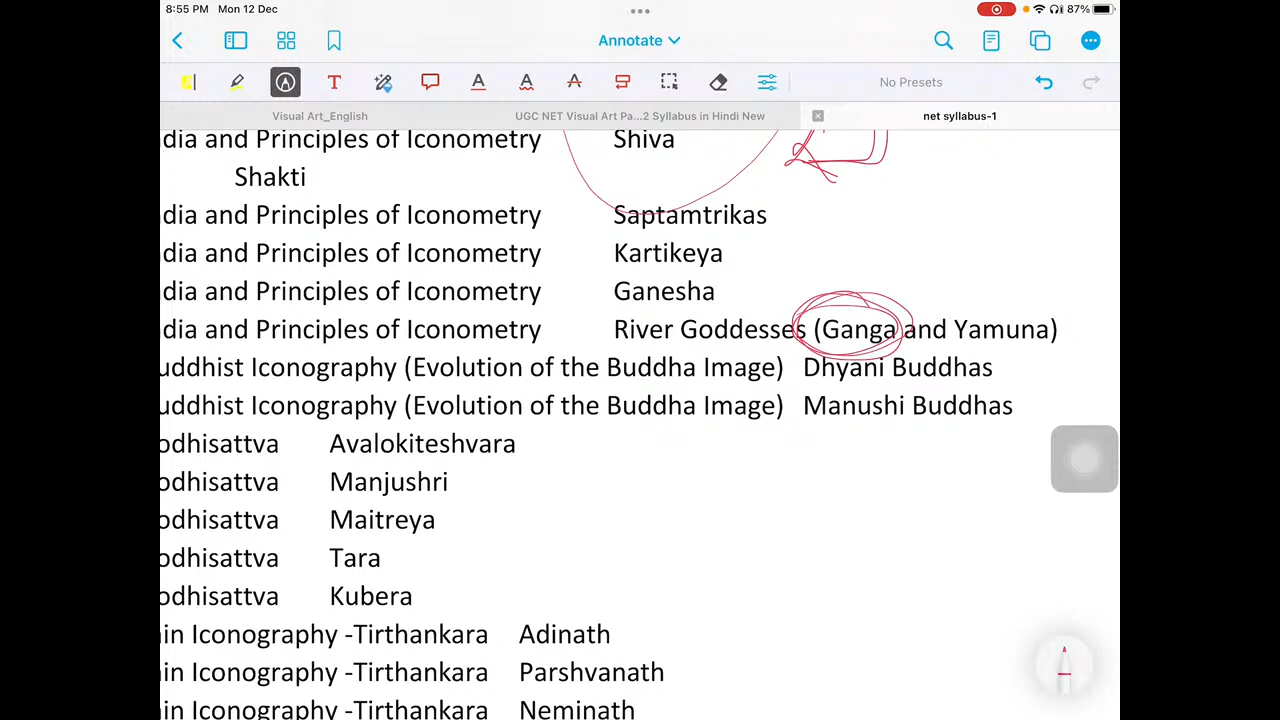 8:55 PM Mon 12 Dec 87%
Annotate
T A A A No Presets
Visual Art_English UGC NET Visual Art Pa...2 Syllabus in Hindi New net syllabus-1
dia and Principles of Iconometry Shiva
Shakti
dia and Principles of Iconometry Saptamtrikas
dia and Principles of Iconometry Kartikeya
dia and Principles of Iconometry Ganesha
dia and Principles of Iconometry River Goddesses (Ganga and Yamuna)
uddhist Iconography (Evolution of the Buddha Image) Dhyani Buddhas
uddhist Iconography (Evolution of the Buddha Image) Manushi Buddhas
odhisattva Avalokiteshvara
odhisattva Manjushri
odhisattva Maitreya
odhisattva Tara
odhisattva Kubera
in Iconography -Tirthankara Adinath
in Iconography -Tirthankara Parshvanath
in Iconography -Tirthankara Neminath